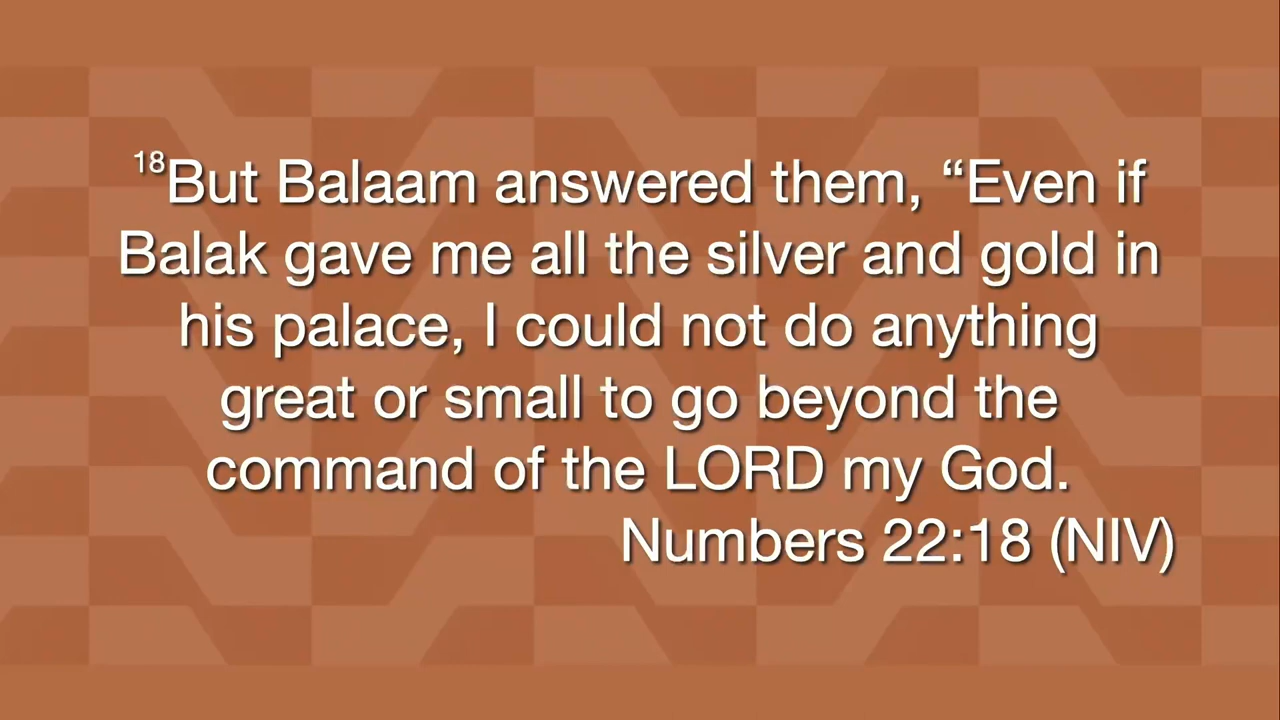 18But Balaam answered them, “Even if
Balak gave me all the silver and gold in
his palace, I could not do anything
great or small to go beyond the
command of the LORD my God.
Numbers 22:18 (NIV)